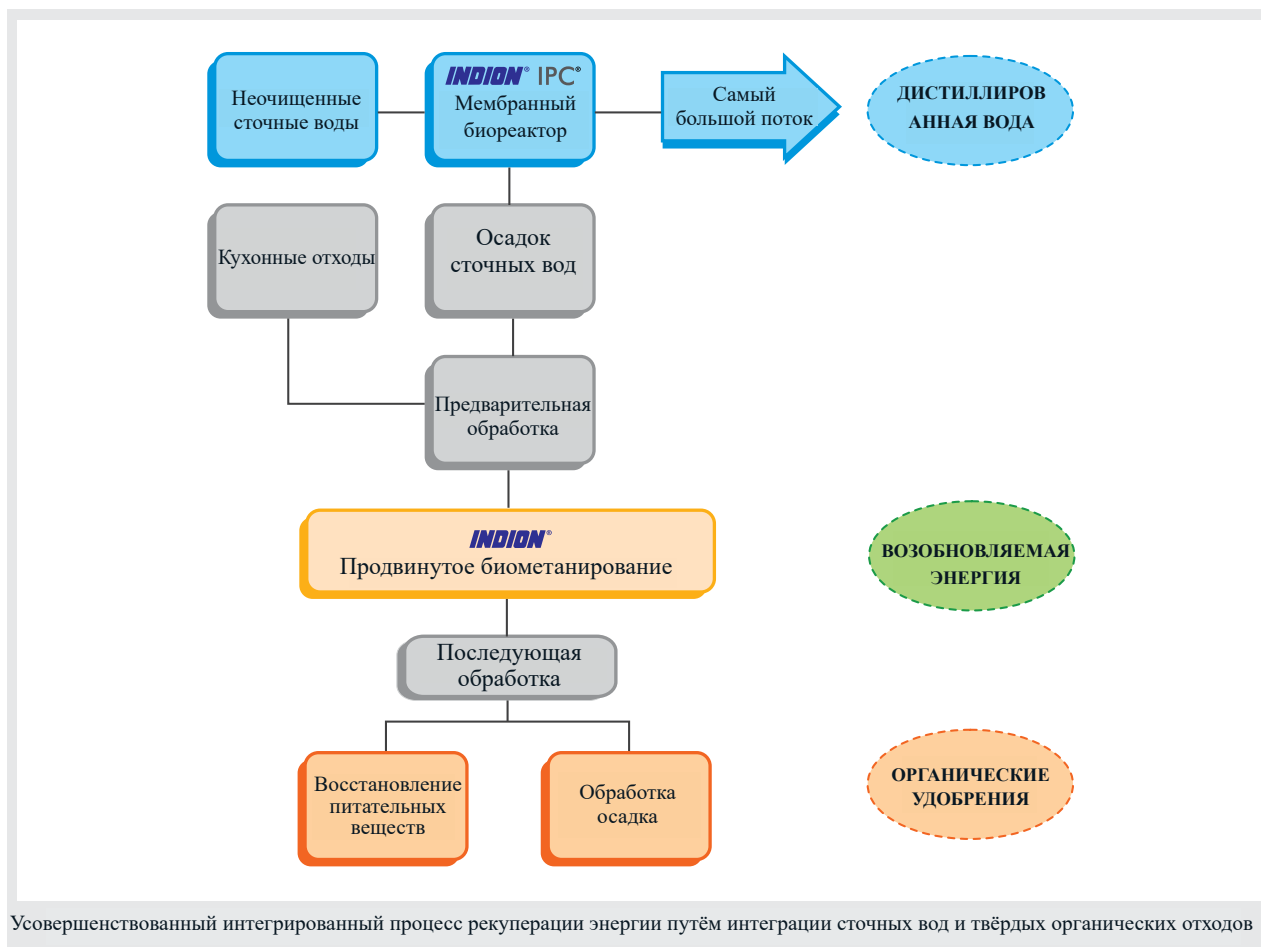 Неочищенные
сточные воды
INDION® IPC®
Мембранный
биореактор
Самый
большой поток
ДИСТИЛЛИРОВ
АННАЯ ВОДА
Кухонные отходы
Осадок
сточных вод
Предварительная
обработка
INDION®
Продвинутое биометанирование
ВОЗОБНОВЛЯЕМАЯ
ЭНЕРГИЯ
Последующая
обработка
Восстановление
питательных
веществ
Обработка
осадка
ОРГАНИЧЕСКИЕ
УДОБРЕНИЯ
Усовершенствованный интегрированный процесс рекуперации энергии путём интеграции сточных вод и твёрдых органических отходов